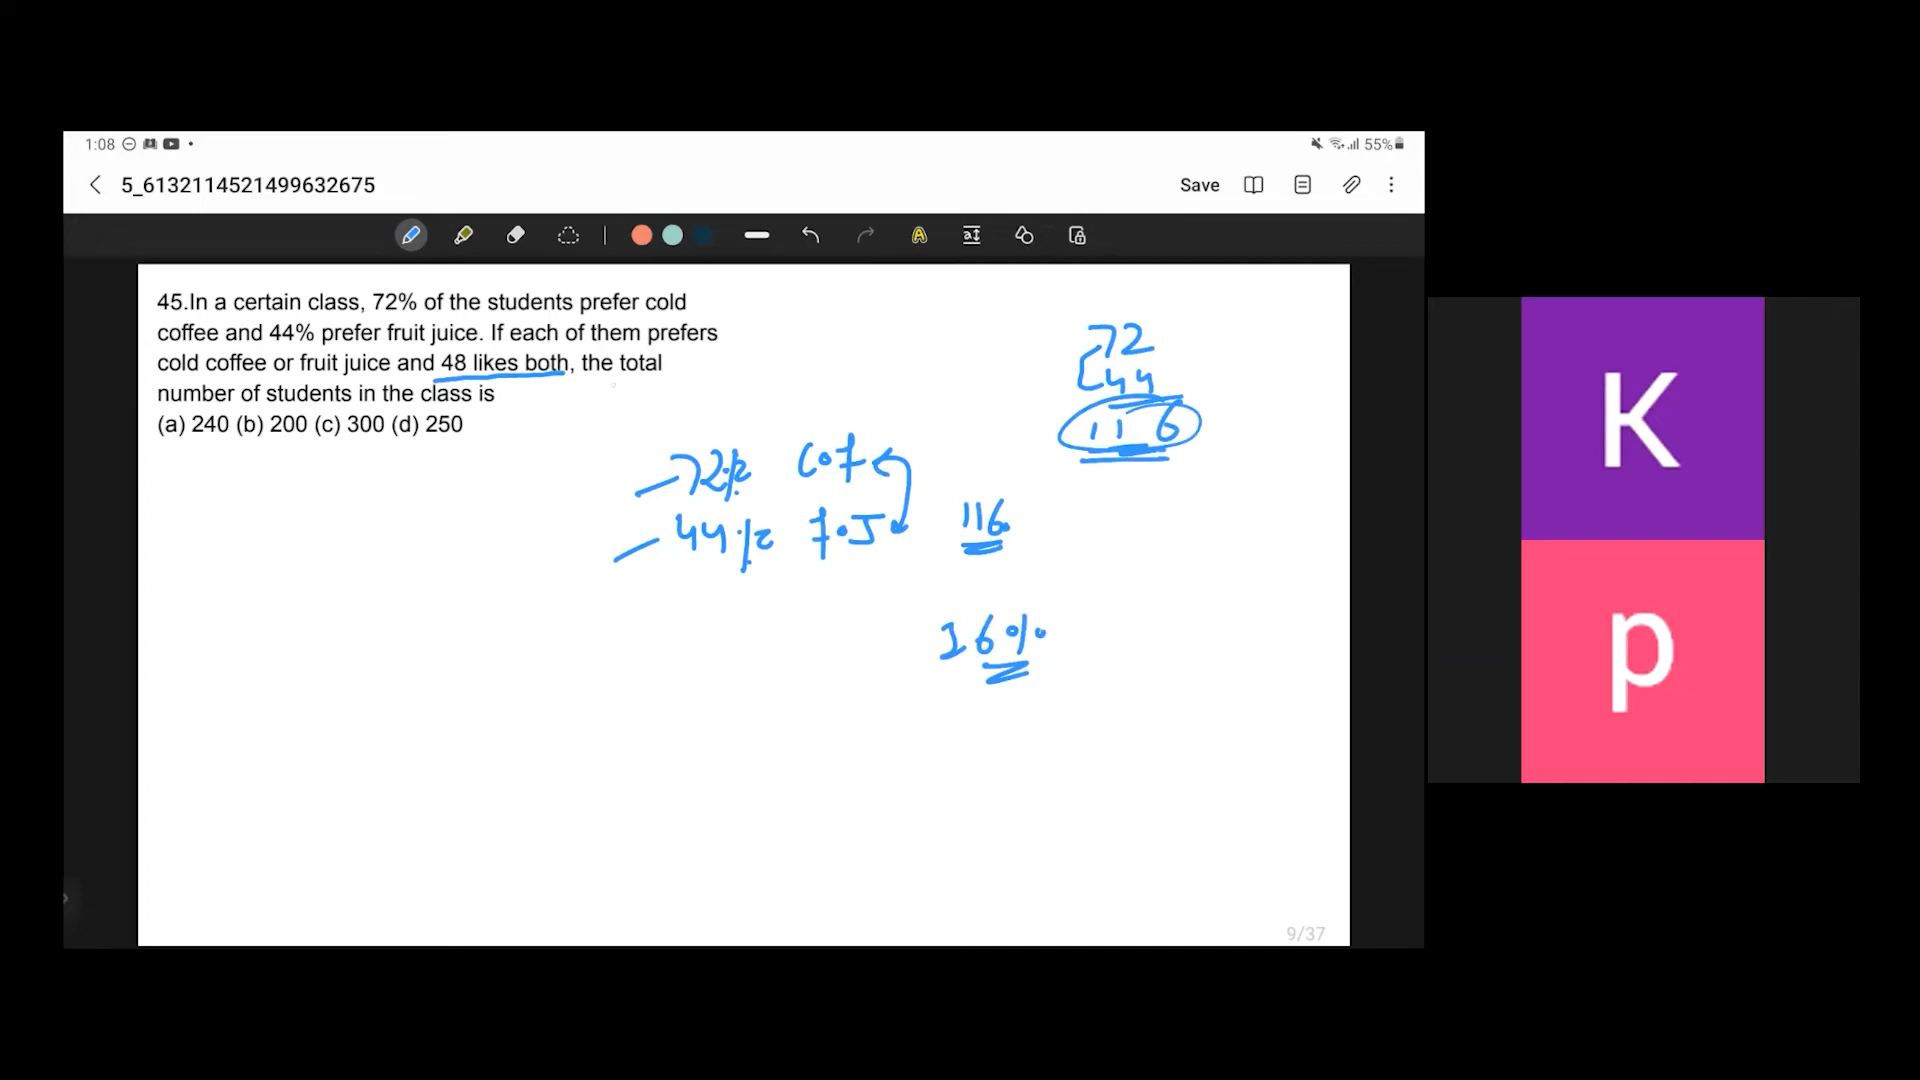 1:08
55%
5_6132114521499632675
Save
45.In a certain class, 72% of the students prefer cold
coffee and 44% prefer fruit juice. If each of them prefers
cold coffee or fruit juice and 48 likes both, the total
number of students in the class is
(a) 240 (b) 200 (c) 300 (d) 250
72
44
116
72% cof
44% f.J
116
16%
9/37
K
p